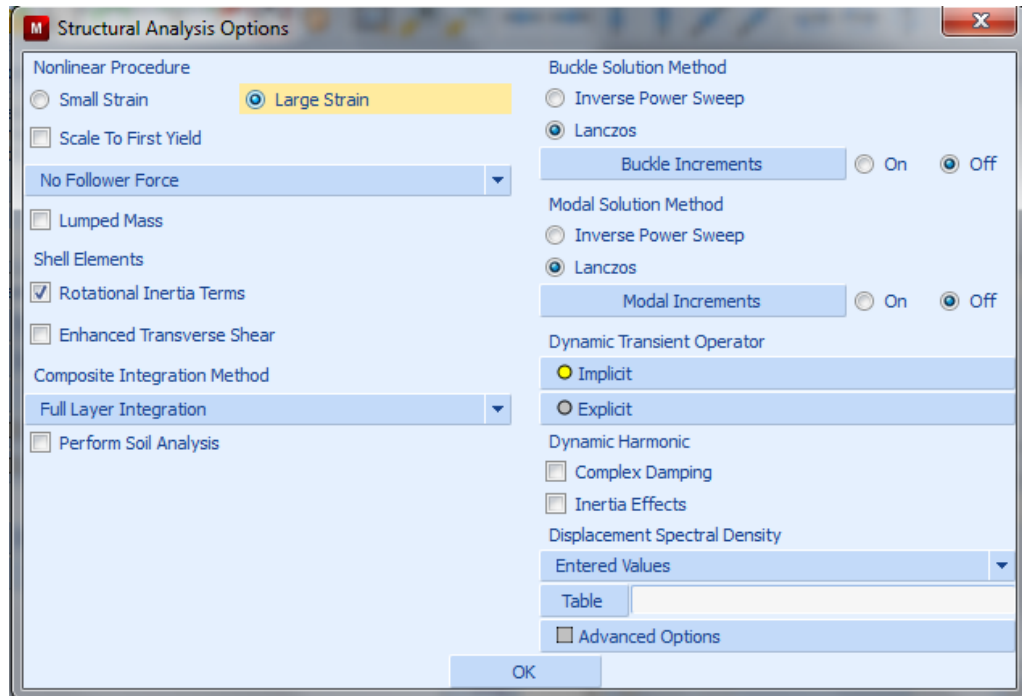 M Structural Analysis Options
Nonlinear Procedure
Small Strain Large Strain
Scale To First Yield
No Follower Force
Lumped Mass
Shell Elements
Rotational Inertia Terms
Enhanced Transverse Shear
Composite Integration Method
Full Layer Integration
Perform Soil Analysis
Buckle Solution Method
Inverse Power Sweep
Lanczos
Buckle Increments On Off
Modal Solution Method
Inverse Power Sweep
Lanczos
Modal Increments On Off
Dynamic Transient Operator
Implicit
Explicit
Dynamic Harmonic
Complex Damping
Inertia Effects
Displacement Spectral Density
Entered Values
Table
Advanced Options
OK